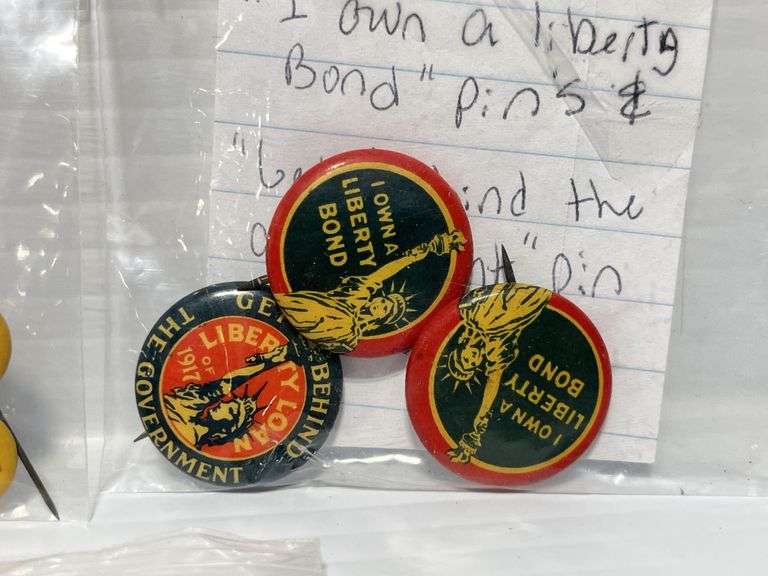 "I own a liberty
Bond" pin's &
ind the
" pin
I OWN A
LIBERTY
BOND
GET BEHIND
THE GOVERNMENT
LIBERTY LOAN
OF
1917
I OWN A
LIBERTY
BOND